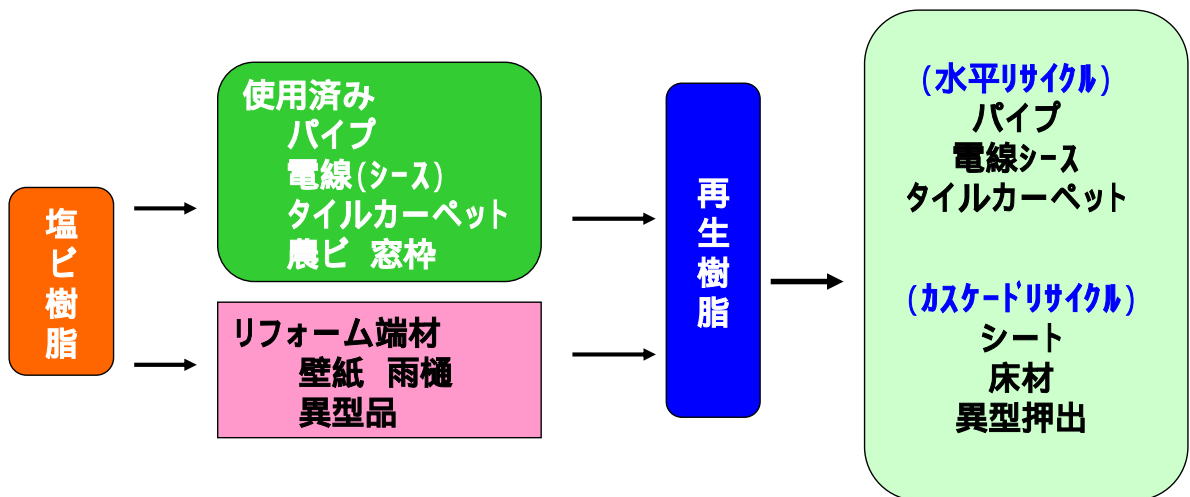 塩ビ樹脂
使用済み
パイプ
電線(シース)
タイルカーペット
農ビ 窓枠
リフォーム端材
壁紙 雨樋
異型品
再生樹脂
(水平ﾘｻｲｸﾙ)
パイプ
電線ｼｰｽ
タイルカーペット
(ｶｽｹｰﾄﾞﾘｻｲｸﾙ)
シート
床材
異型押出